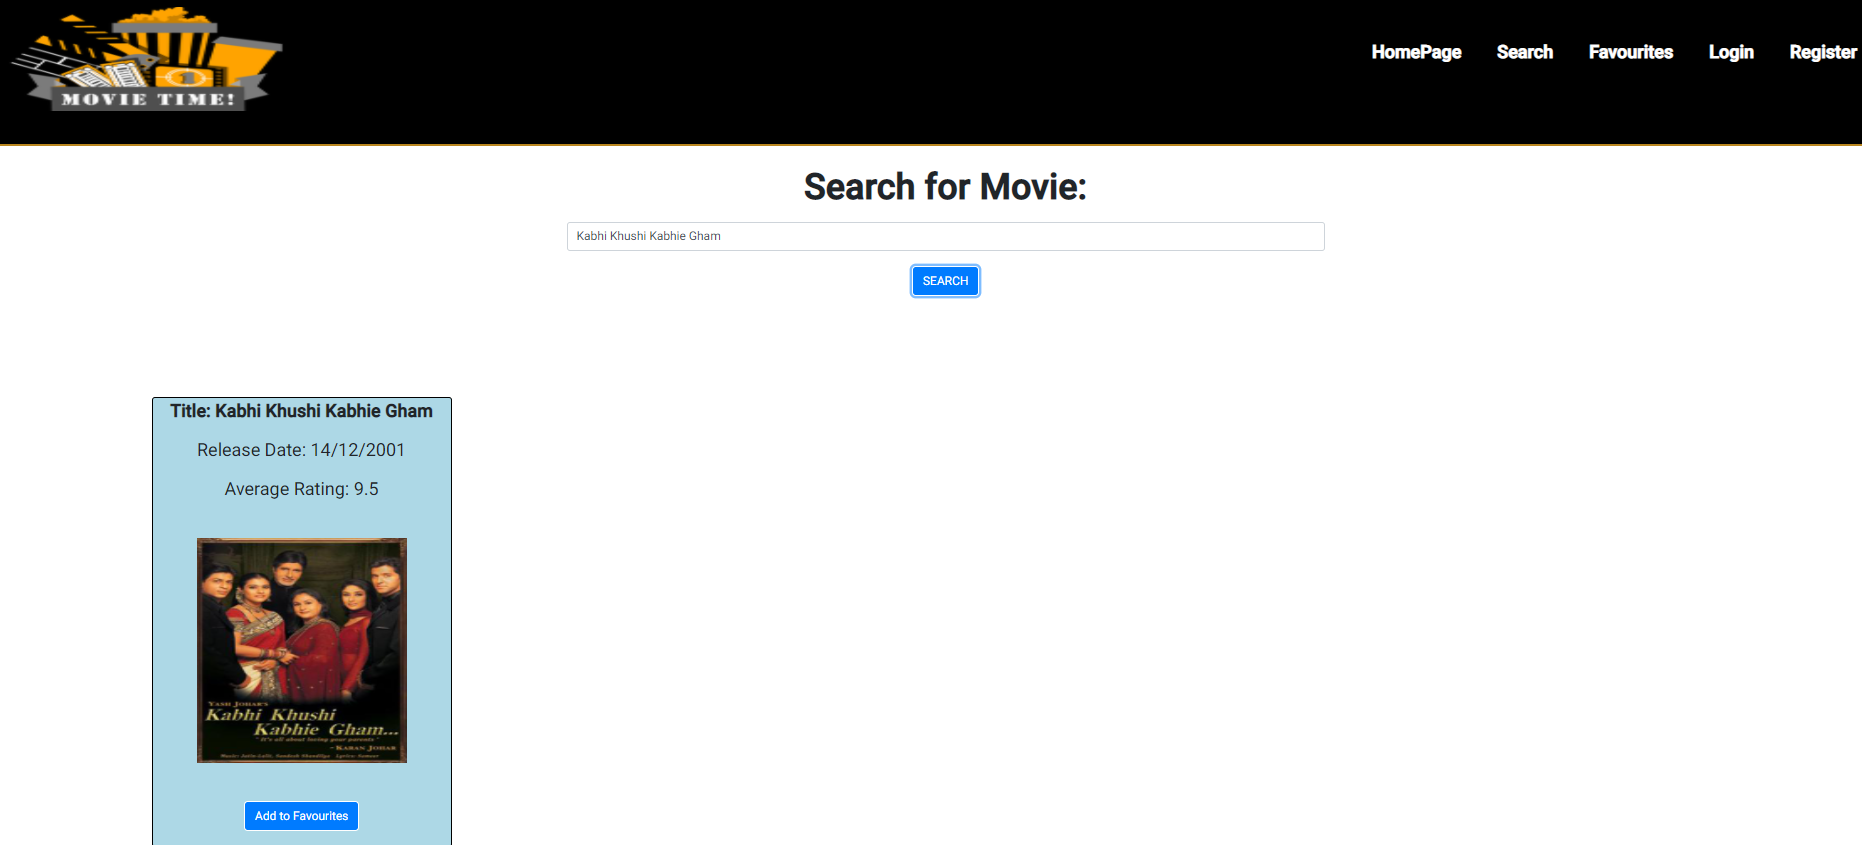 MOVIE TIME!
HomePage Search Favourites Login Register
Search for Movie:
Kabhi Khushi Kabhie Gham
SEARCH
Title: Kabhi Khushi Kabhie Gham
Release Date: 14/12/2001
Average Rating: 9.5
YASH JOHAR'S
Kabhi Khushi
Kabhie Gham...
"It's all about loving your parents"
- KARAN JOHAR
Add to Favourites